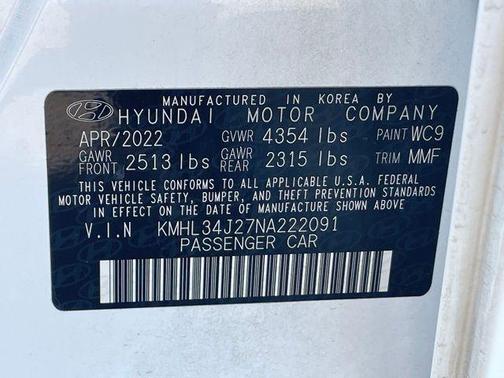 MANUFACTURED IN KOREA BY
HYUNDAI MOTOR COMPANY
APR/2022 GVWR 4354 lbs PAINT WC9
GAWR FRONT 2513 lbs GAWR REAR 2315 lbs TRIM MMF
THIS VEHICLE CONFORMS TO ALL APPLICABLE U.S.A. FEDERAL
MOTOR VEHICLE SAFETY, BUMPER, AND THEFT PREVENTION STANDARDS
IN EFFECT ON THE DATE OF MANUFACTURE SHOWN ABOVE.
V.I.N KMHL34J27NA222091
PASSENGER CAR